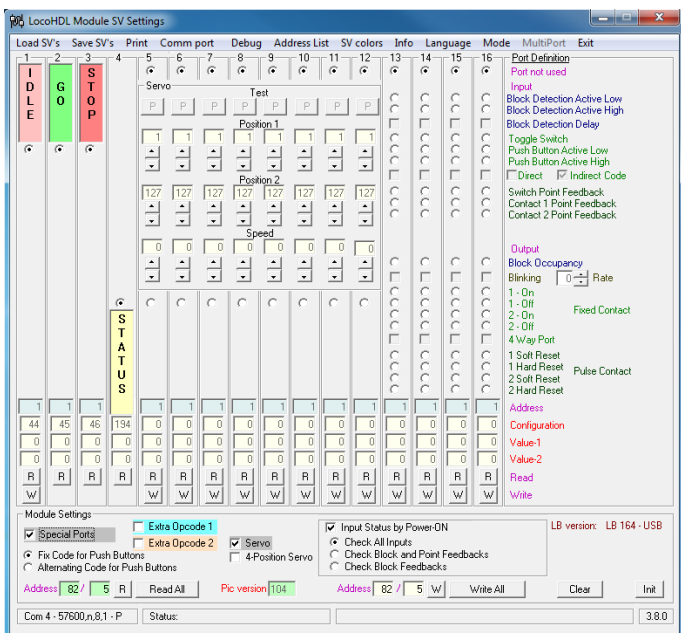 LocoHDL Module SV Settings
Load SV's Save SV's Print Comm port Debug Address List SV colors Info Language Mode MultiPort Exit
1 2 3 4 5 6 7 8 9 10 11 12 13 14 15 16 Port Definition
IDLE
GO
STOP
STATUS
Servo
Test
P P P P P P P P
Position 1
1 1 1 1 1 1 1 1
Position 2
127 127 127 127 127 127 127 127
Speed
0 0 0 0 0 0 0 0
Port not used
Input
Block Detection Active Low
Block Detection Active High
Block Detection Delay
Toggle Switch
Push Button Active Low
Push Button Active High
Direct Indirect Code
Switch Point Feedback
Contact 1 Point Feedback
Contact 2 Point Feedback
Output
Block Occupancy
Blinking 0 Rate
1 - On
1 - Off
Fixed Contact
2 - On
2 - Off
4 Way Port
1 Soft Reset
1 Hard Reset
Pulse Contact
2 Soft Reset
2 Hard Reset
1 1 1 1 1 1 1 1 1 1 1 1 1 1 1 1 Address
44 45 46 194 0 0 0 0 0 0 0 0 0 0 0 0 Configuration
0 0 0 0 0 0 0 0 0 0 0 0 0 0 0 0 Value-1
0 0 0 0 0 0 0 0 0 0 0 0 0 0 0 0 Value-2
R R R R R R R R R R R R R R R R Read
W W W W W W W W W W W W W Write
Module Settings
Special Ports
Extra Opcode 1
Extra Opcode 2
Servo
4-Position Servo
Fix Code for Push Buttons
Alternating Code for Push Buttons
Input Status by Power-ON
Check All Inputs
Check Block and Point Feedbacks
Check Block Feedbacks
LB version: LB 164 - USB
Address 82 / 5 R Read All Pic version 104 Address 82 / 5 W Write All Clear Init
Com 4 - 57600,n,8,1 - P Status: 3.8.0